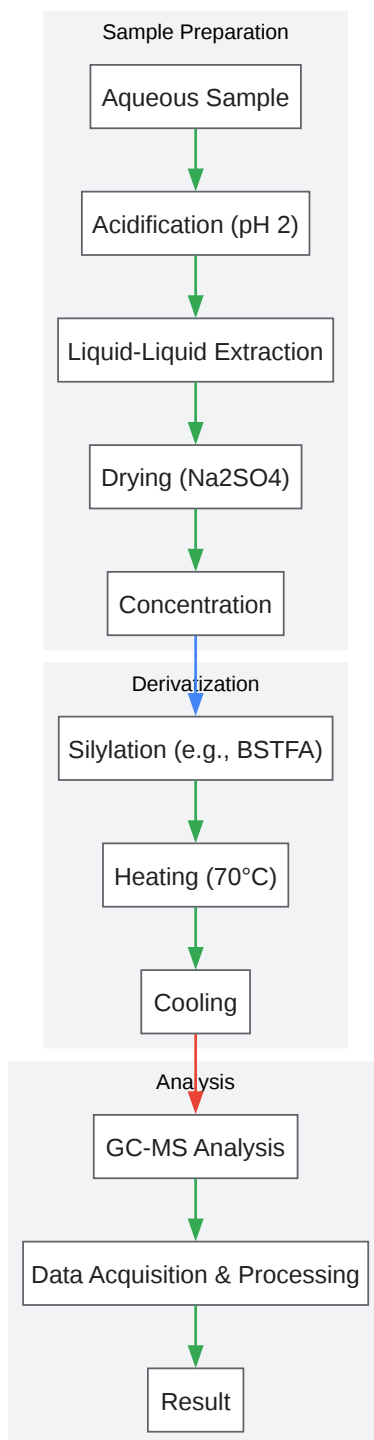 Sample Preparation
Aqueous Sample
Acidification (pH 2)
Liquid-Liquid Extraction
Drying (Na2SO4)
Concentration
Derivatization
Silylation (e.g., BSTFA)
Heating (70°C)
Cooling
Analysis
GC-MS Analysis
Data Acquisition & Processing
Result